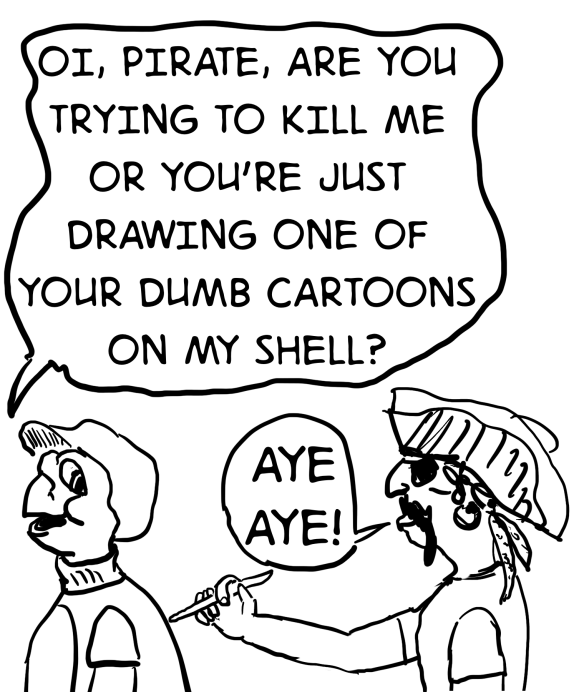 OI, PIRATE, ARE YOU
TRYING TO KILL ME
OR YOU'RE JUST
DRAWING ONE OF
YOUR DUMB CARTOONS
ON MY SHELL?
AYE
AYE!